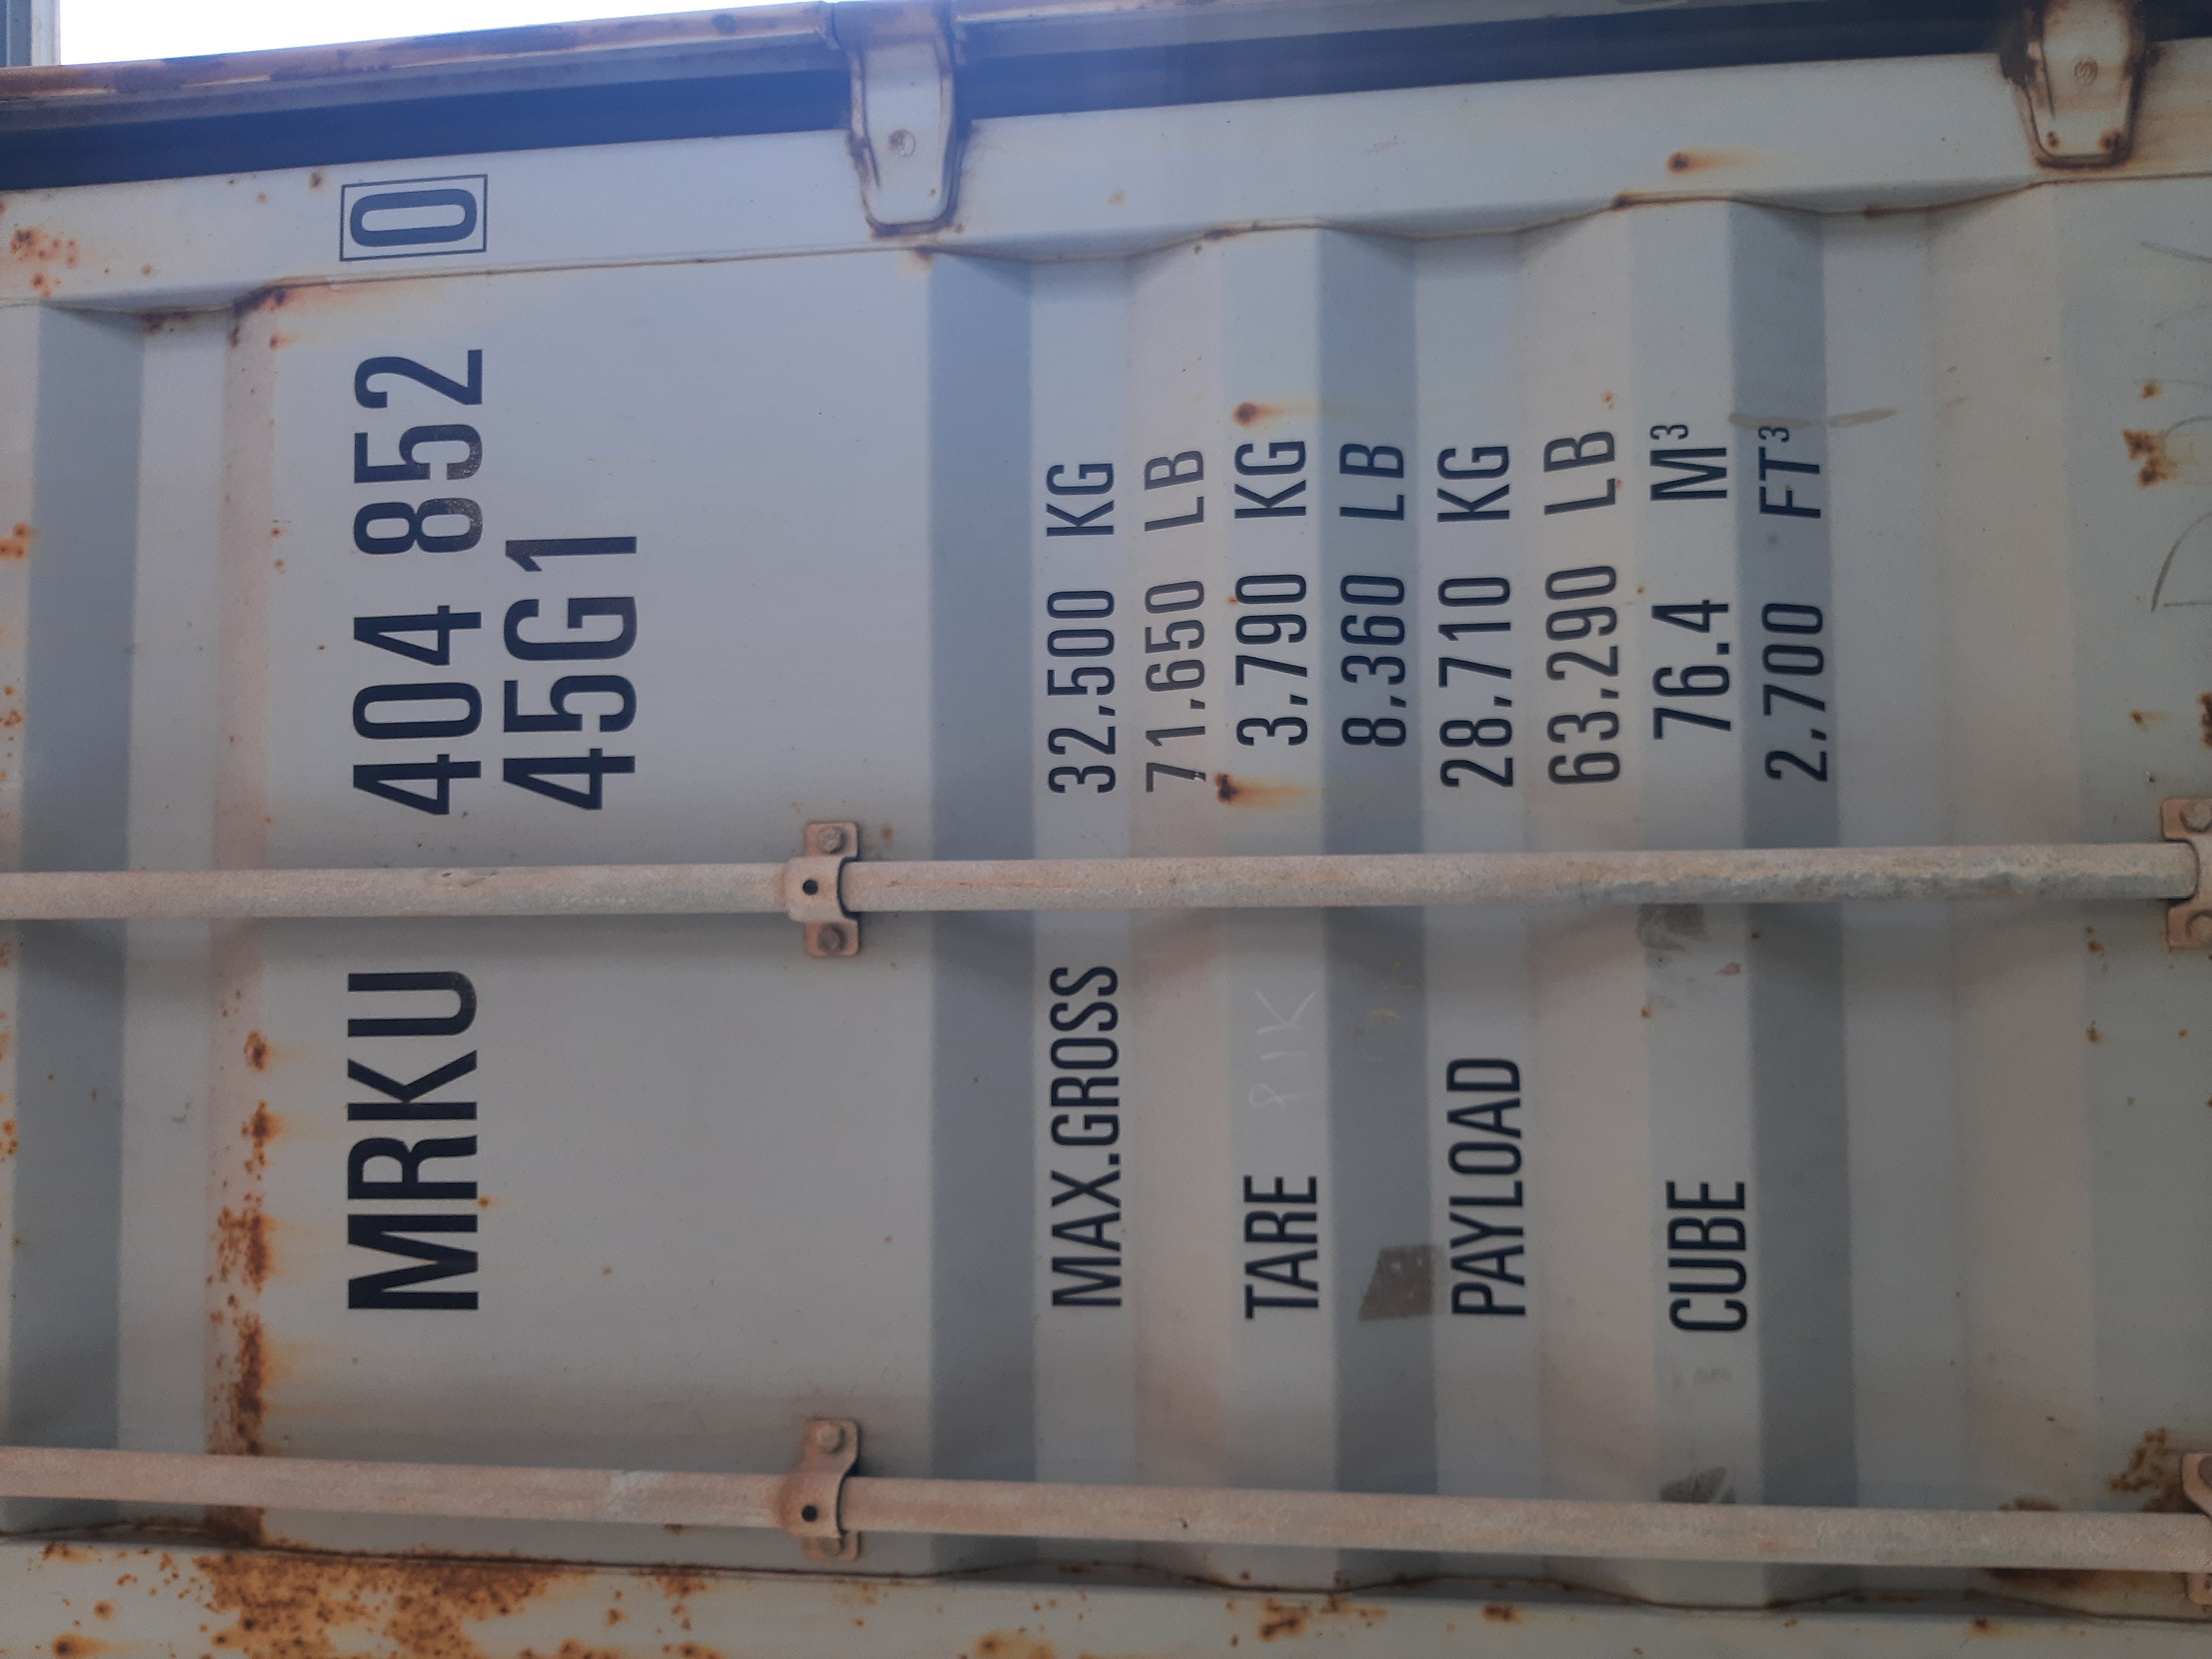 MRKU 404 852 0
45G1
MAX.GROSS 32,500 KG
71,650 LB
TARE 3,790 KG
8,360 LB
PAYLOAD 28,710 KG
63,290 LB
CUBE 76.4 M³
2,700 FT³